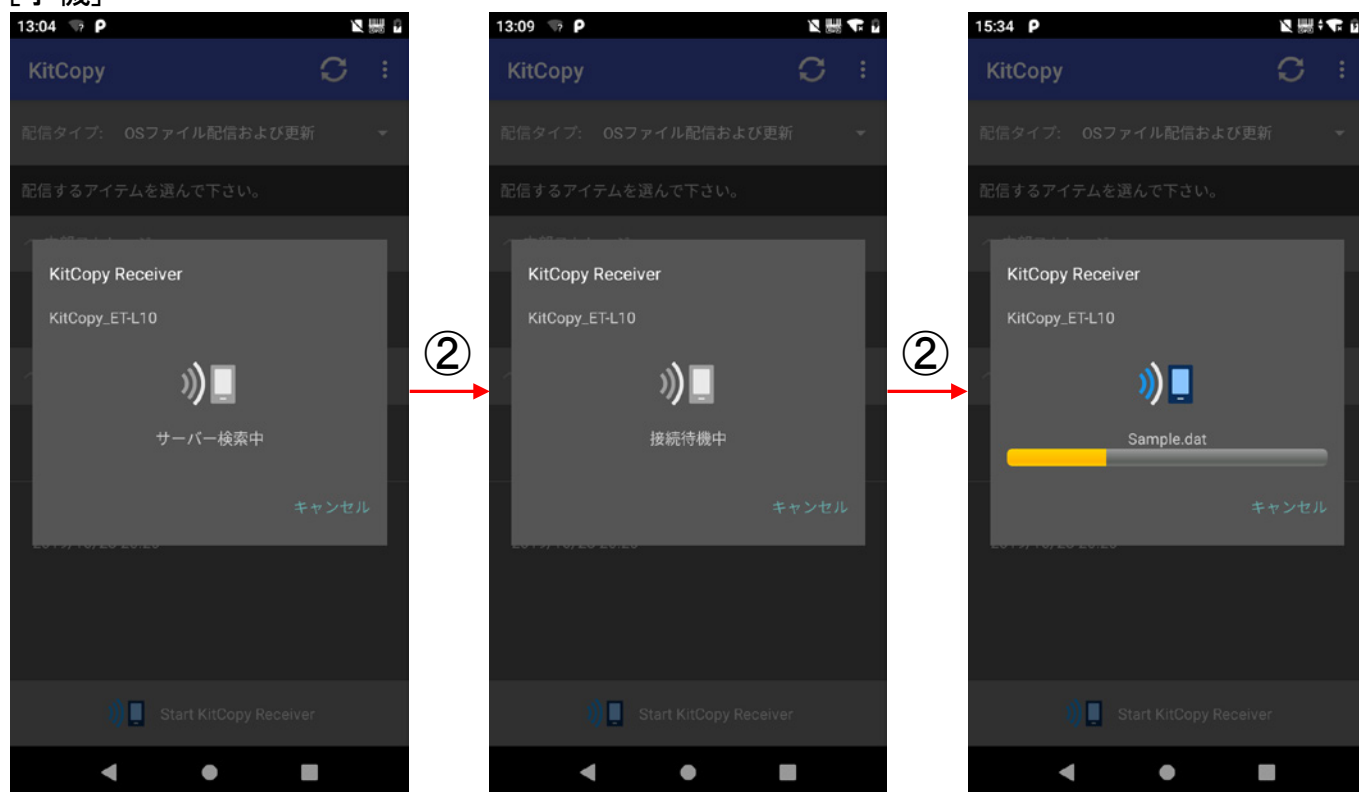 [子機]
13:04
KitCopy
配信タイプ: OSファイル配信および更新
配信するアイテムを選んで下さい。
KitCopy Receiver
KitCopy_ET-L10
サーバー検索中
キャンセル
Start KitCopy Receiver
②
13:09
KitCopy
配信タイプ: OSファイル配信および更新
配信するアイテムを選んで下さい。
KitCopy Receiver
KitCopy_ET-L10
接続待機中
キャンセル
Start KitCopy Receiver
②
15:34
KitCopy
配信タイプ: OSファイル配信および更新
配信するアイテムを選んで下さい。
KitCopy Receiver
KitCopy_ET-L10
Sample.dat
キャンセル
Start KitCopy Receiver